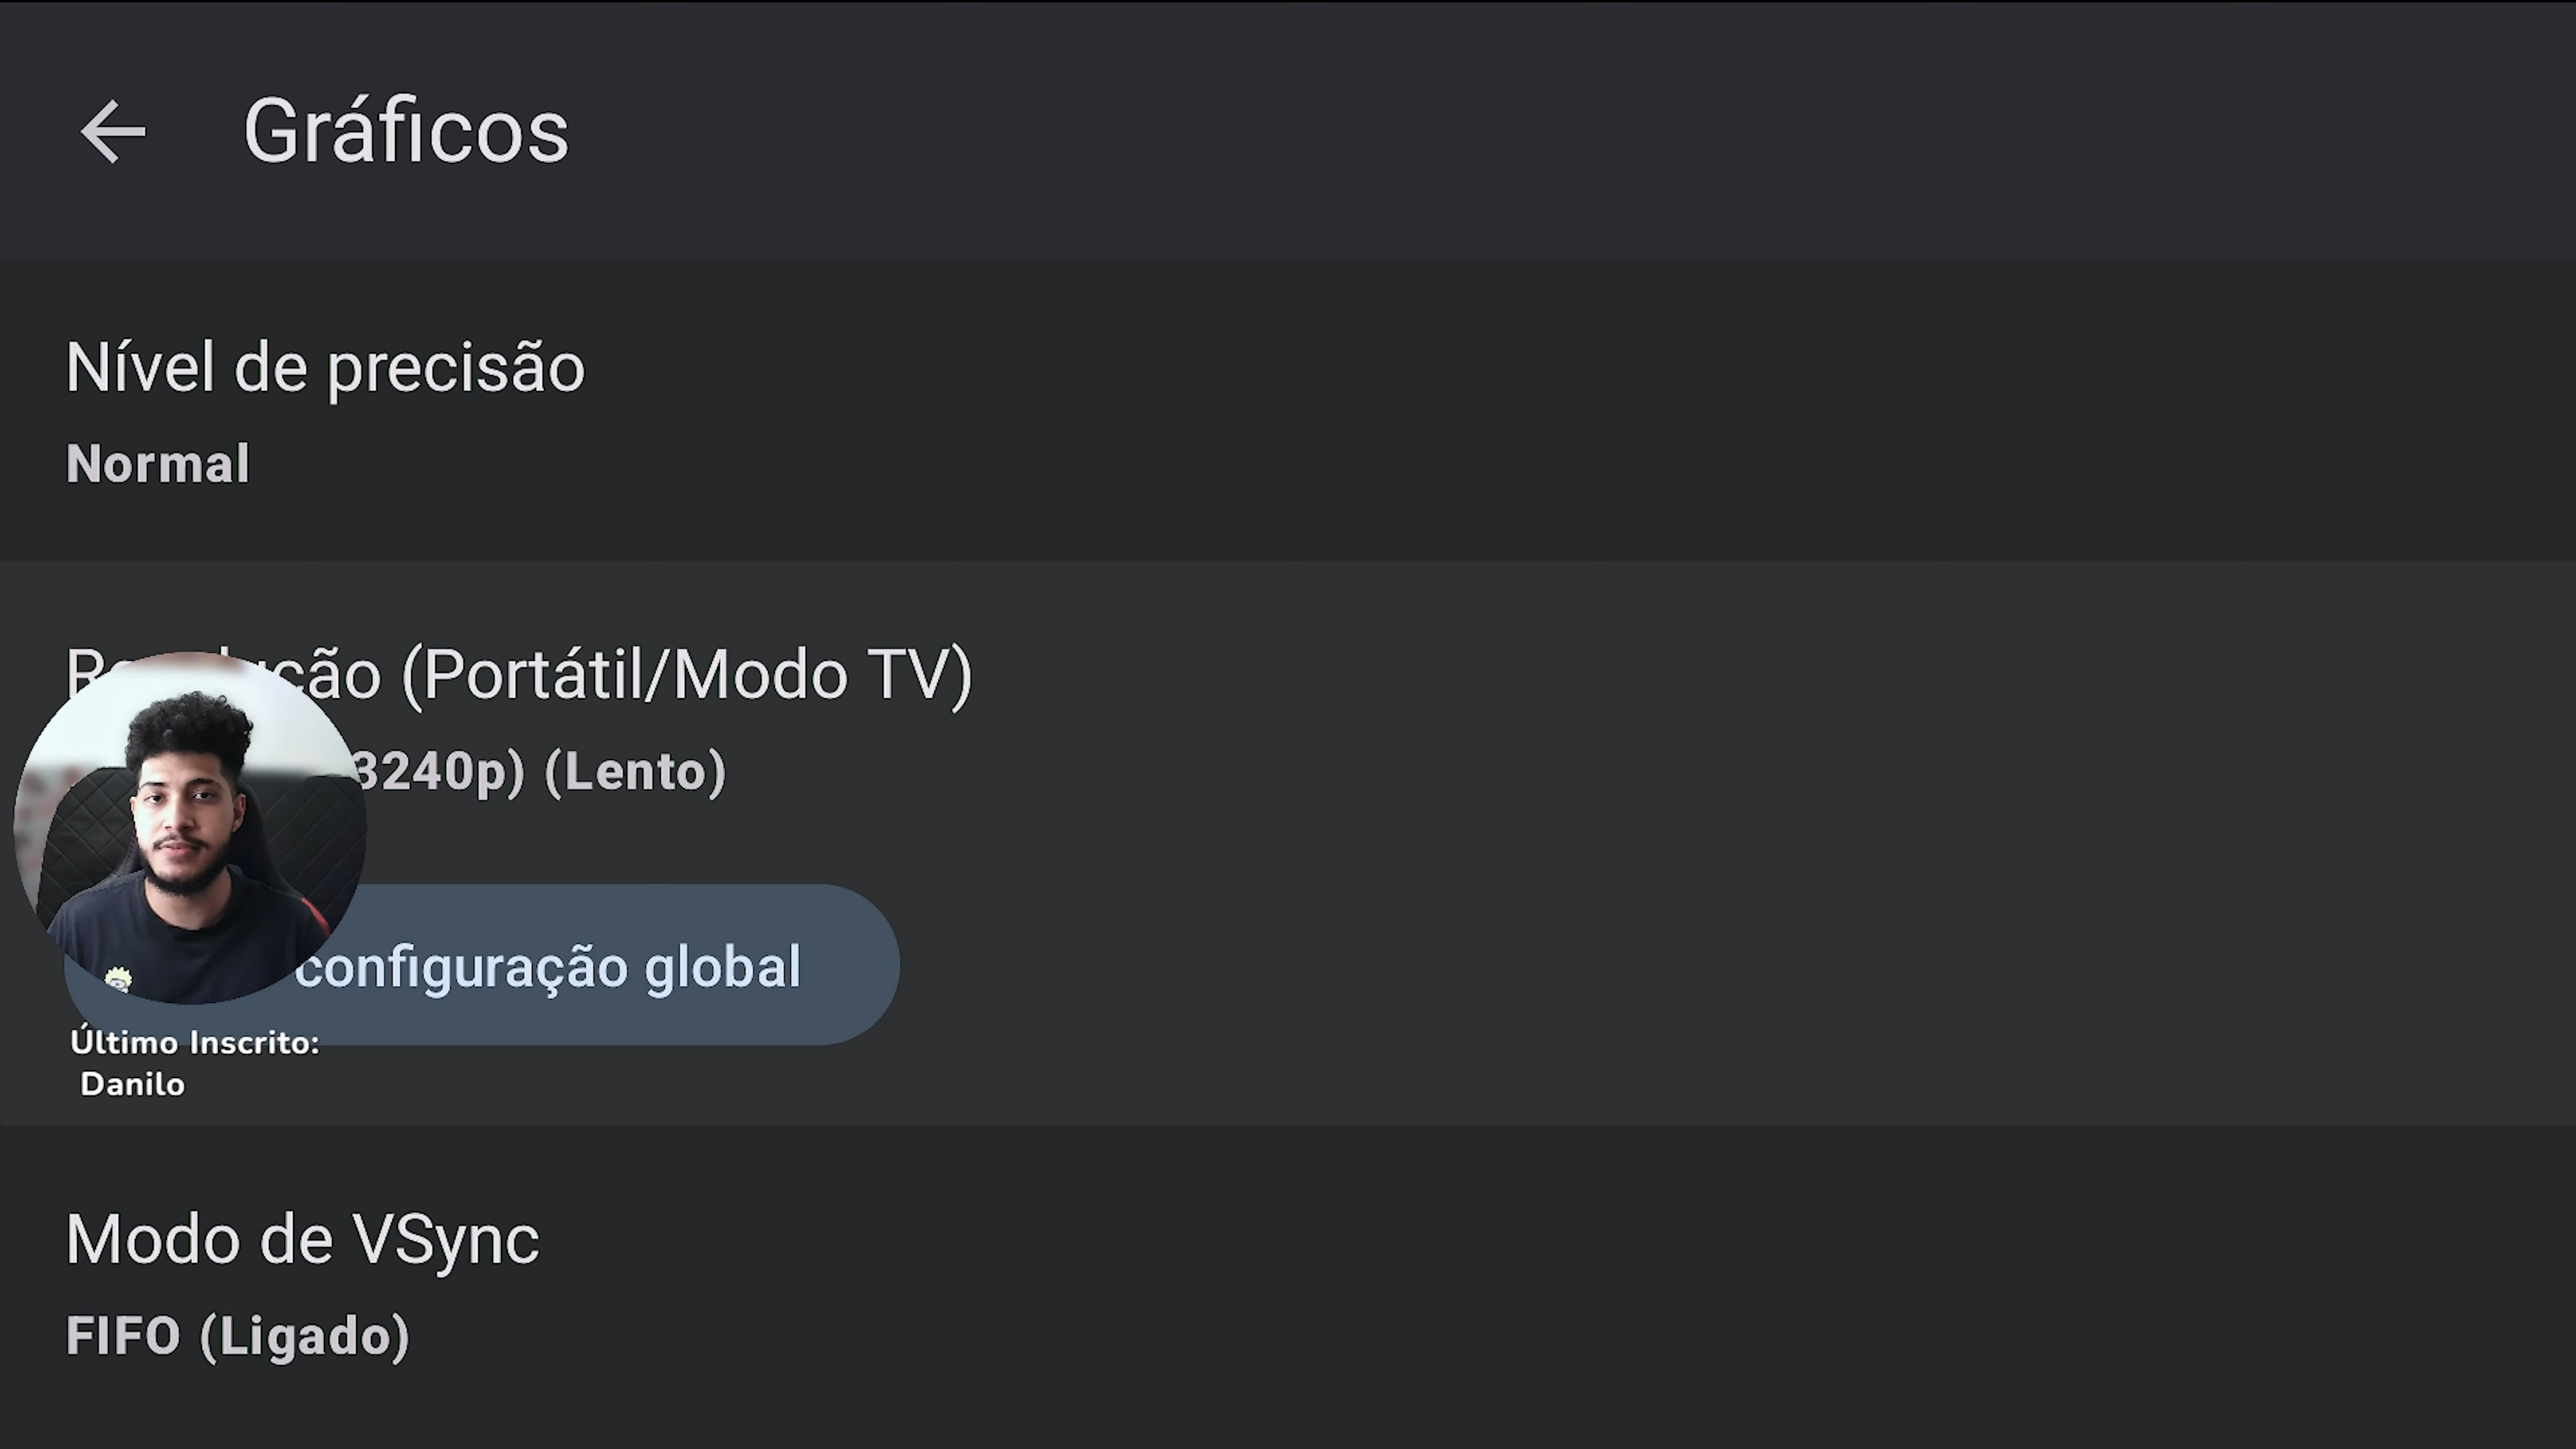 Gráficos
Nível de precisão
Normal
(Portátil/Modo TV)
3240p) (Lento)
configuração global
Último Inscrito:
Danilo
Modo de VSync
FIFO (Ligado)